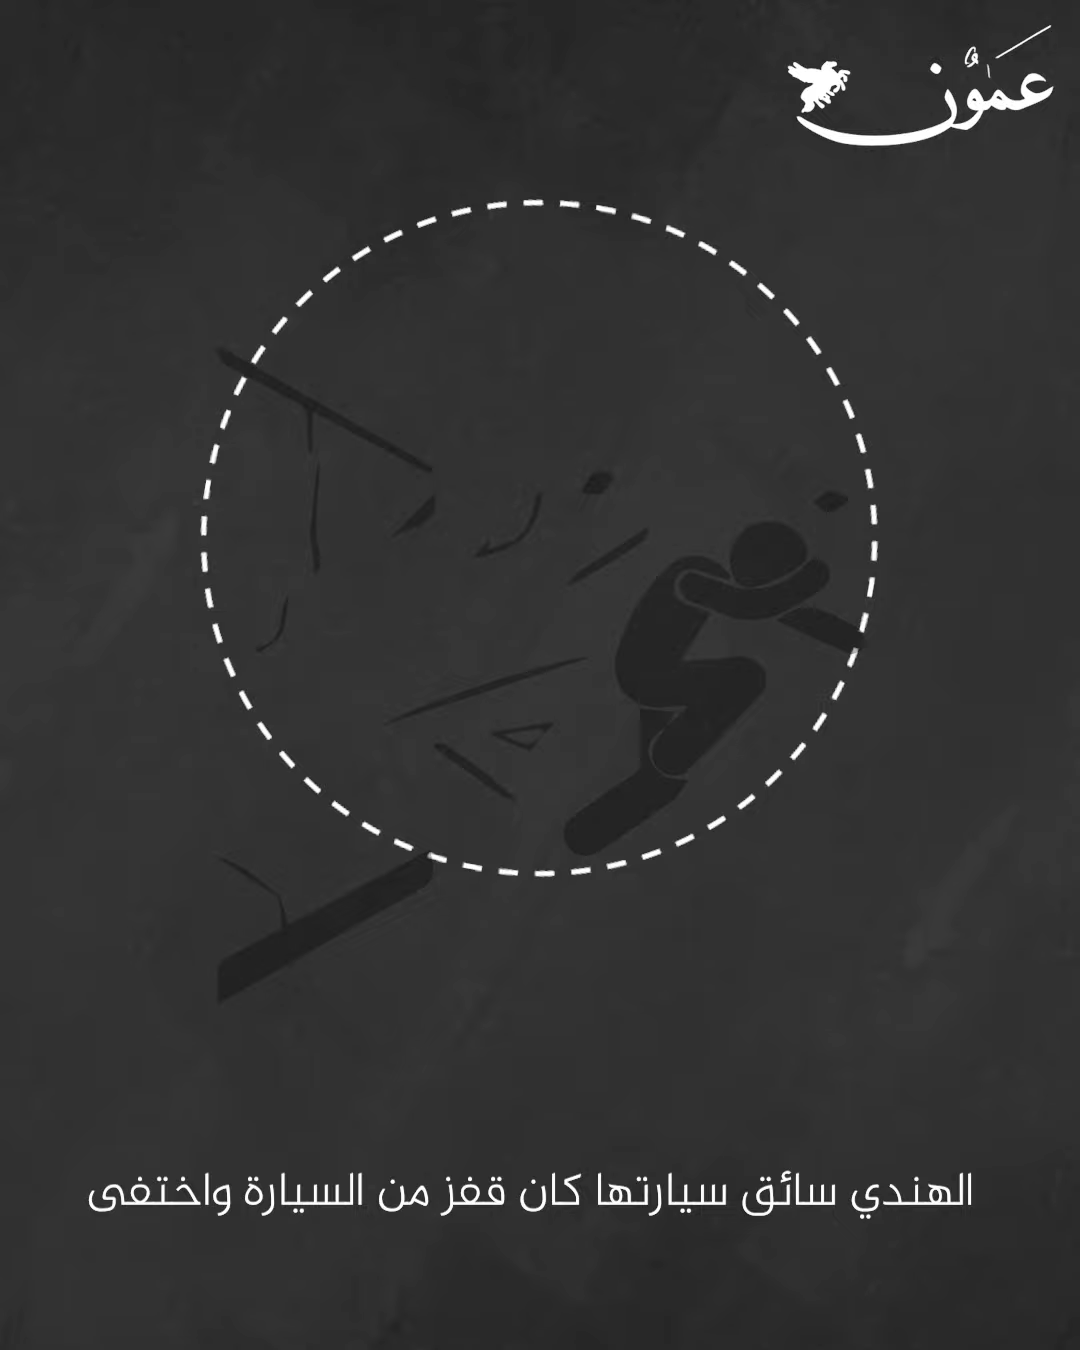 عمون
الهندي سائق سيارتها كان قفز من السيارة واختفى